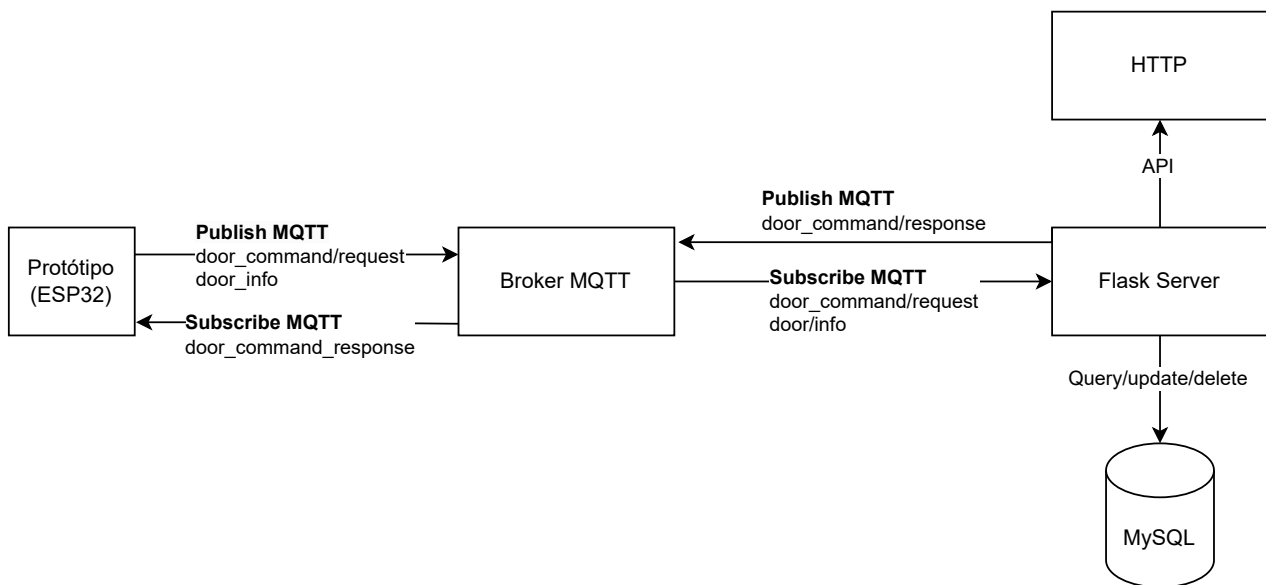 HTTP
API
Publish MQTT
door_command/response
Publish MQTT
door_command/request
door_info
Protótipo
(ESP32)
Broker MQTT
Subscribe MQTT
door_command/request
door/info
Flask Server
Subscribe MQTT
door_command_response
Query/update/delete
MySQL